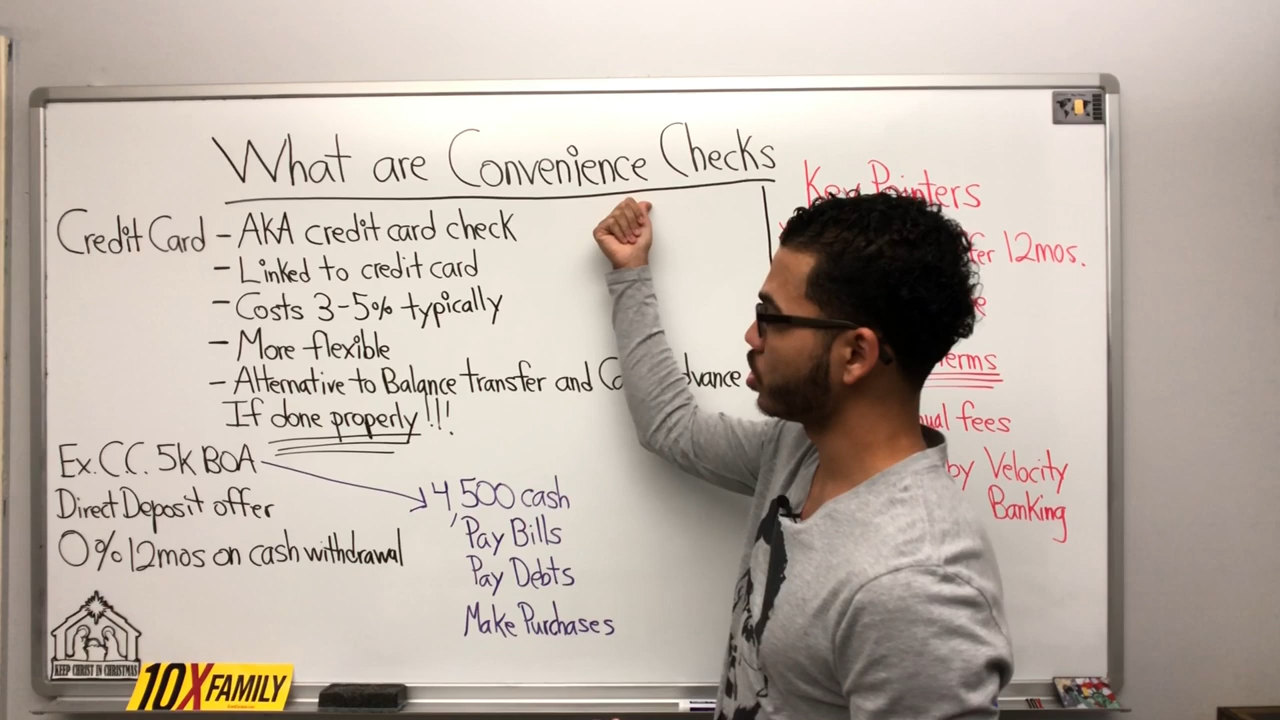 What are Convenience Checks
Credit Card - AKA credit card check
- Linked to credit card
- Costs 3-5% typically
- More flexible
- Alternative to Balance transfer and
If done properly!!!
Ex. C.C. 5k BOA
Direct Deposit offer
0% 12mos on cash withdrawal
4,500 cash
Pay Bills
Pay Debts
Make Purchases
Key Pointers
12mos.
fees
by Velocity
Banking
KEEP CHRIST IN CHRISTMAS
10X FAMILY